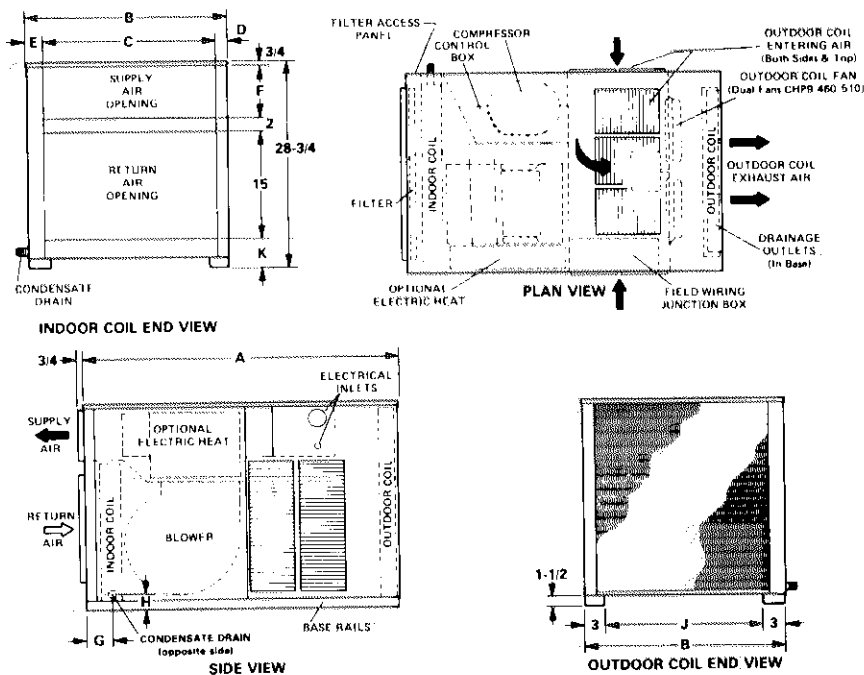 B
E
C
D
3/4
SUPPLY
AIR
OPENING
F
2
28-3/4
RETURN
AIR
OPENING
15
K
CONDENSATE
DRAIN
INDOOR COIL END VIEW
FILTER ACCESS
PANEL
COMPRESSOR
CONTROL
BOX
OUTDOOR COIL
ENTERING AIR
(Both Sides & Top)
OUTDOOR COIL FAN
(Dual Fans CHP9 460-510)
FILTER
INDOOR COIL
OUTDOOR COIL
OUTDOOR COIL
EXHAUST AIR
DRAINAGE
OUTLETS
(In Base)
OPTIONAL
ELECTRIC HEAT
PLAN VIEW
FIELD WIRING
JUNCTION BOX
3/4
A
ELECTRICAL
INLETS
SUPPLY
AIR
OPTIONAL
ELECTRIC HEAT
RETURN
AIR
INDOOR COIL
BLOWER
OUTDOOR COIL
H
G
CONDENSATE DRAIN
(opposite side)
BASE RAILS
SIDE VIEW
1-1/2
3
J
3
B
OUTDOOR COIL END VIEW